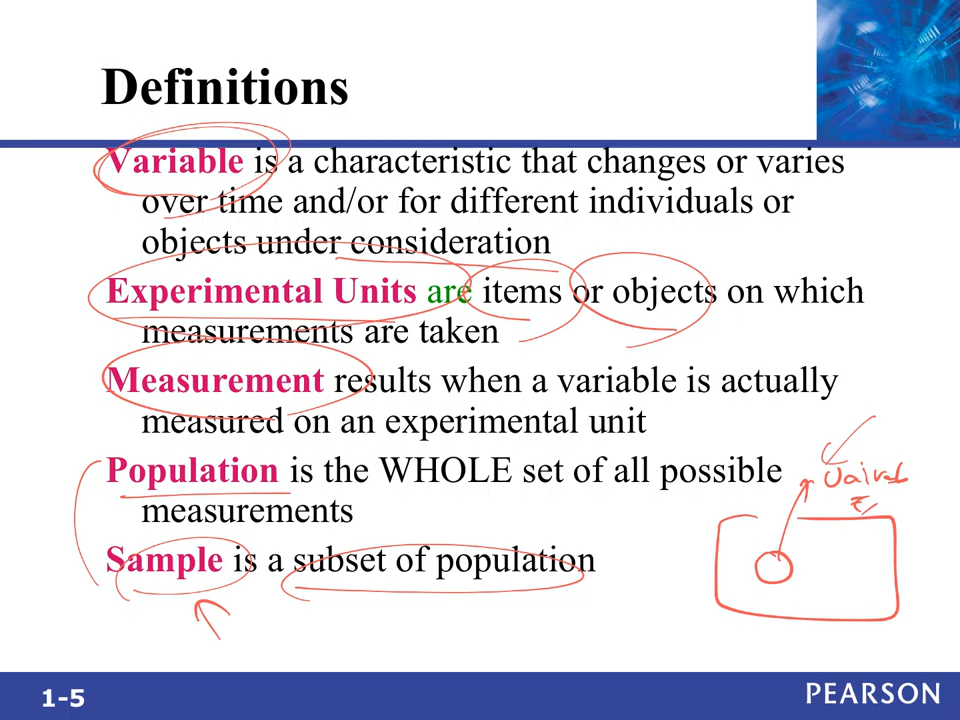 Definitions
Variable is a characteristic that changes or varies
over time and/or for different individuals or
objects under consideration
Experimental Units are items or objects on which
measurements are taken
Measurement results when a variable is actually
measured on an experimental unit
Population is the WHOLE set of all possible
measurements
Sample is a subset of population
1-5
PEARSON